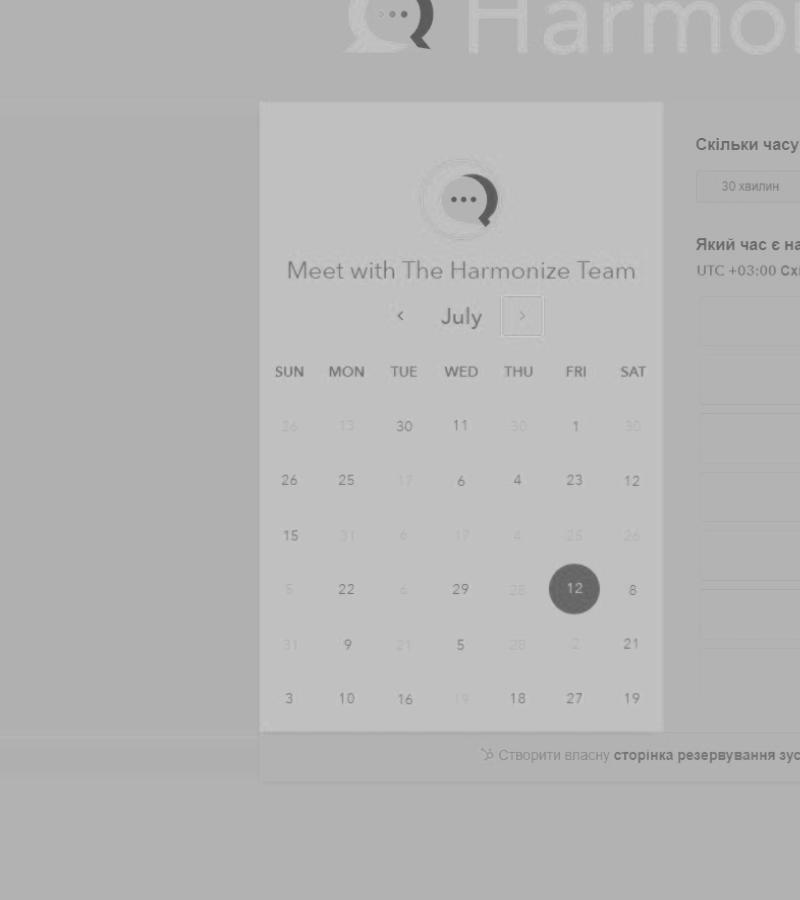 Harmon
Скільки часу
30 хвилин
Meet with The Harmonize Team
Який час є на
UTC +03:00 Схі
‹ July ›
SUN MON TUE WED THU FRI SAT
26 13 30 11 30 1 30
26 25 17 6 4 23 12
15 31 6 17 4 25 26
5 22 6 29 28 12 8
31 9 21 5 28 2 21
3 10 16 19 18 27 19
Створити власну сторінка резервування зус